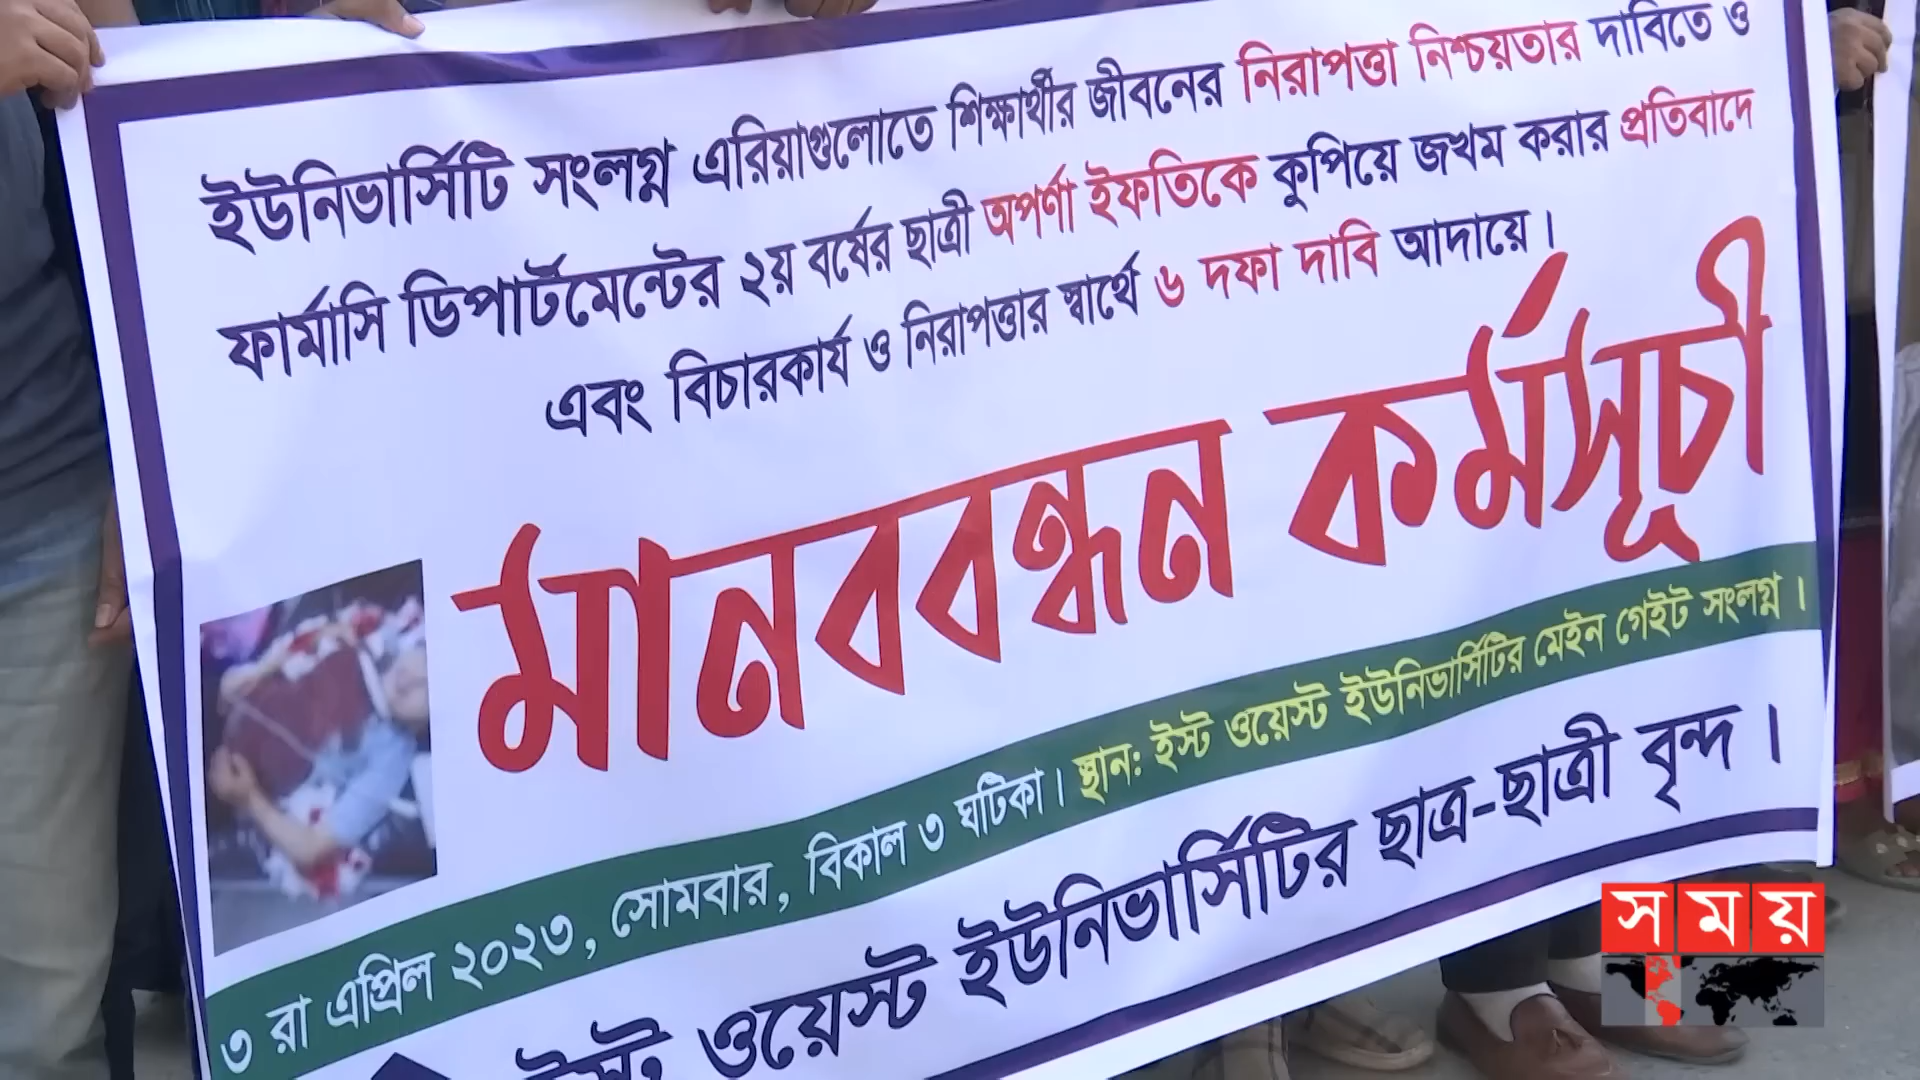 ইউনিভার্সিটি সংলগ্ন এরিয়াগুলোতে শিক্ষার্থীর জীবনের নিরাপত্তা নিশ্চয়তার দাবিতে ও
ফার্মাসি ডিপার্টমেন্টের ২য় বর্ষের ছাত্রী অপর্ণা ইফতিকে কুপিয়ে জখম করার প্রতিবাদে
এবং বিচারকার্য ও নিরাপত্তার স্বার্থে ৬ দফা দাবি আদায়ে।
মানববন্ধন কর্মসূচী
৩ রা এপ্রিল ২০২৩, সোমবার, বিকাল ৩ ঘটিকা। স্থান: ইস্ট ওয়েস্ট ইউনিভার্সিটির মেইন গেইট সংলগ্ন।
ইস্ট ওয়েস্ট ইউনিভার্সিটির ছাত্র-ছাত্রী বৃন্দ।
সময়